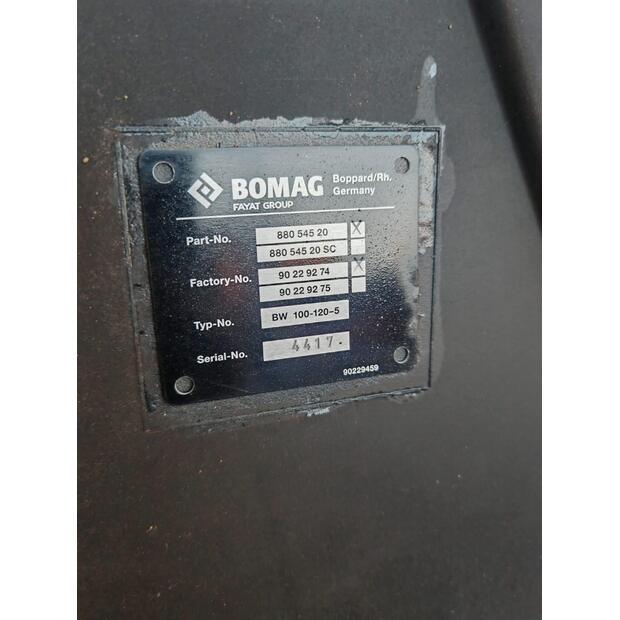 BOMAG
FAYAT GROUP
Boppard/Rh.
Germany
Part-No. 880 545 20 X
880 545 20 SC
Factory-No. 90 22 92 74 X
90 22 92 75
Typ-No. BW 100-120-5
Serial-No. 4417.
90229459